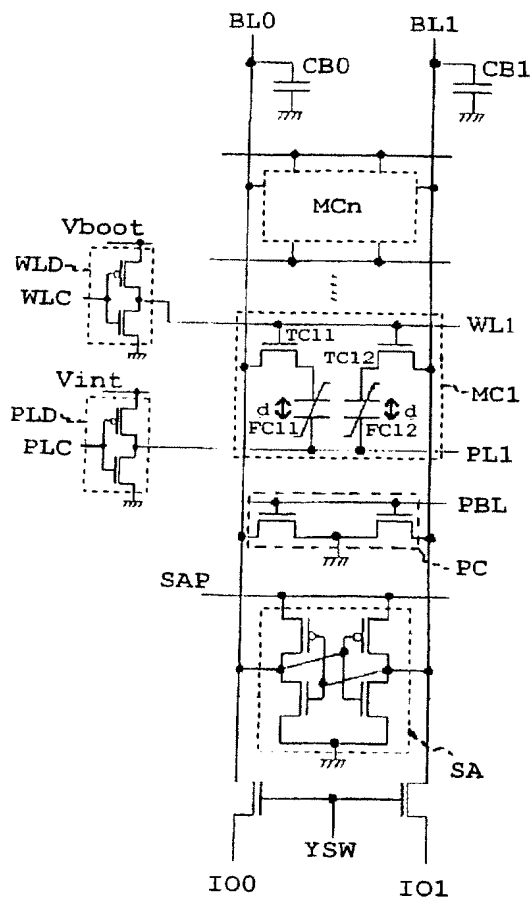 BL0 BL1
CB0 CB1
MCn
Vboot
WLD
WLC
WL1
TC11 TC12
MC1
Vint
d d
PLD
FC11 FC12
PLC
PL1
PBL
PC
SAP
SA
YSW
IO0 IO1